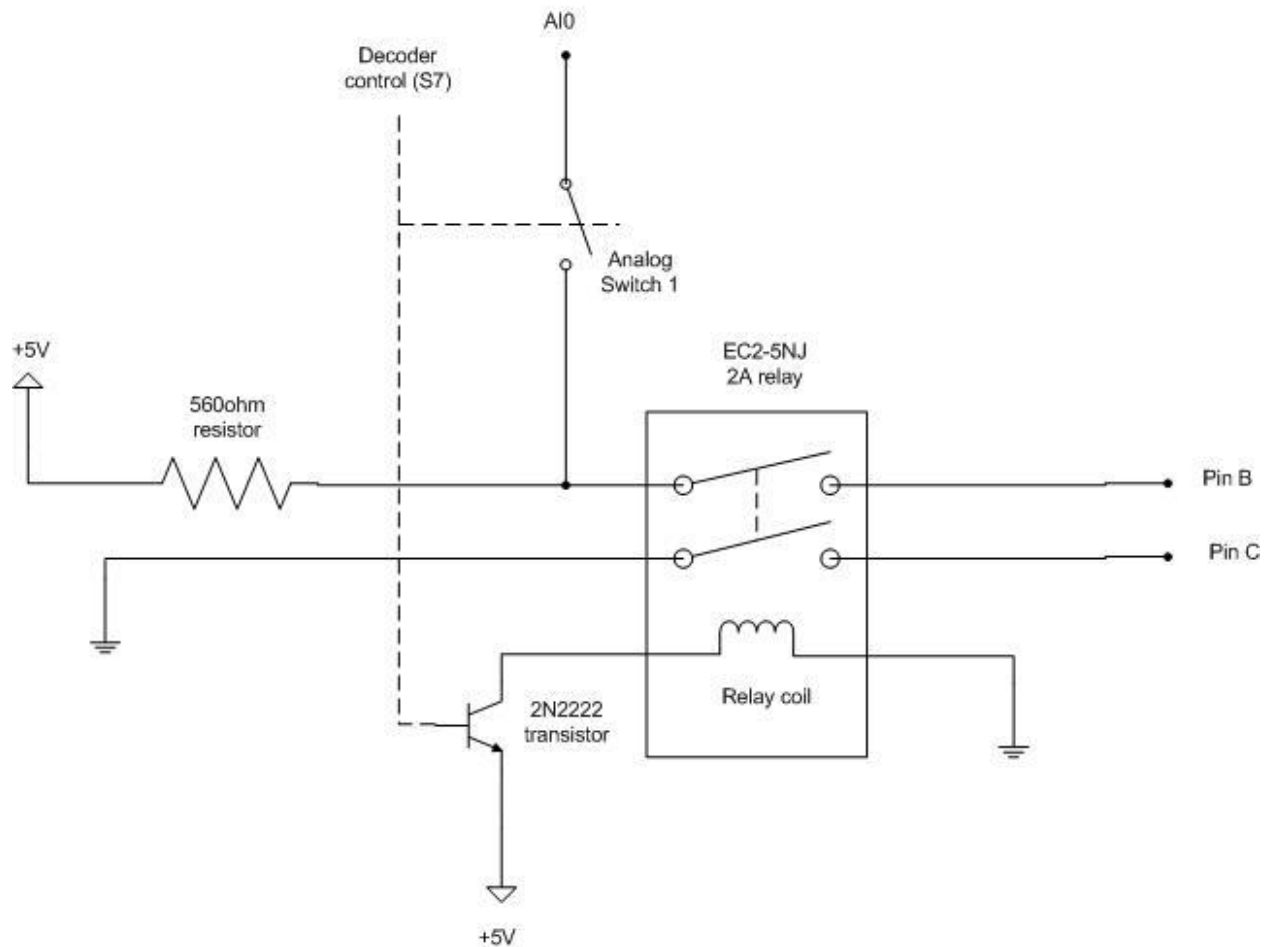 AI0
Decoder
control (S7)
Analog
Switch 1
+5V
EC2-5NJ
2A relay
560ohm
resistor
Pin B
Pin C
2N2222
transistor
Relay coil
+5V